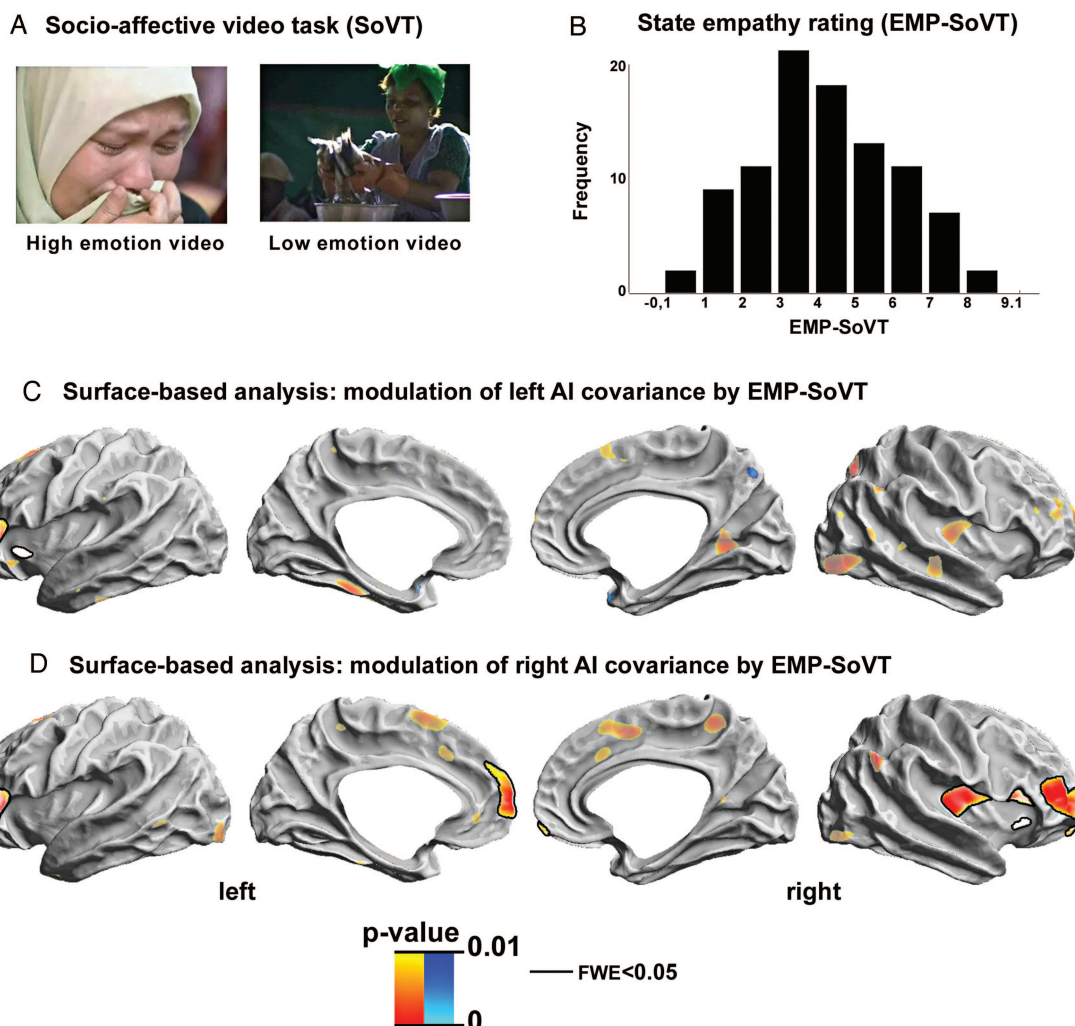 A Socio-affective video task (SoVT)
High emotion video
Low emotion video
B State empathy rating (EMP-SoVT)
Frequency
20
10
0
-0,1 1 2 3 4 5 6 7 8 9.1
EMP-SoVT
C Surface-based analysis: modulation of left AI covariance by EMP-SoVT
D Surface-based analysis: modulation of right AI covariance by EMP-SoVT
left
right
p-value
0.01
0
FWE<0.05